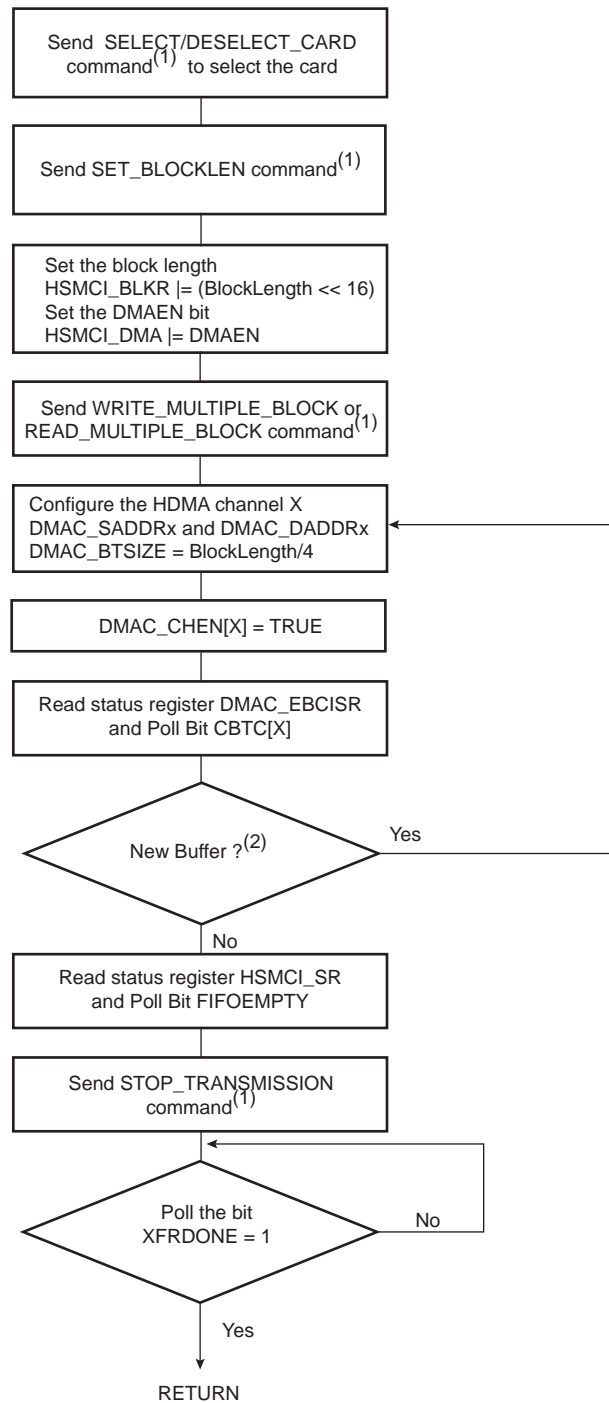 Send SELECT/DESELECT_CARD
command(1) to select the card
Send SET_BLOCKLEN command(1)
Set the block length
HSMCI_BLKR |= (BlockLength << 16)
Set the DMAEN bit
HSMCI_DMA |= DMAEN
Send WRITE_MULTIPLE_BLOCK or
READ_MULTIPLE_BLOCK command(1)
Configure the HDMA channel X
DMAC_SADDRx and DMAC_DADDRx
DMAC_BTSIZE = BlockLength/4
DMAC_CHEN[X] = TRUE
Read status register DMAC_EBCISR
and Poll Bit CBTC[X]
New Buffer ?(2)
Yes
No
Read status register HSMCI_SR
and Poll Bit FIFOEMPTY
Send STOP_TRANSMISSION
command(1)
Poll the bit
XFRDONE = 1
No
Yes
RETURN